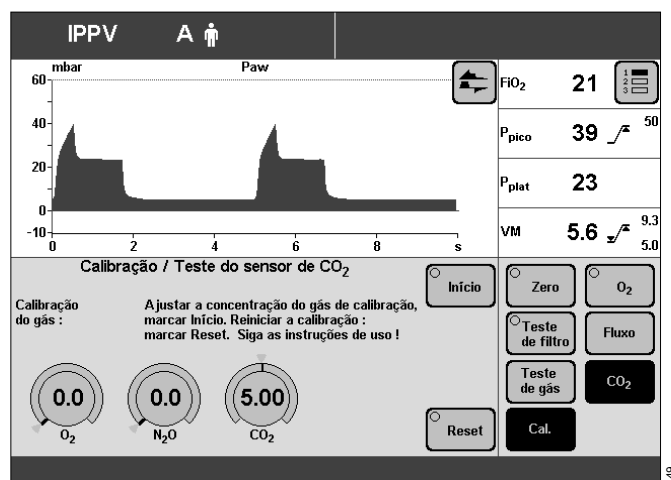 IPPV A
mbar Paw
60
40
20
0
-10
0 2 4 6 8 s
FiO2 21
1
2
3
Ppico 39 50
Pplat 23
VM 5.6 9.3
5.0
Calibração / Teste do sensor de CO2
Calibração
do gás :
Ajustar a concentração do gás de calibração,
marcar Início. Reiniciar a calibração :
marcar Reset. Siga as instruções de uso !
0.0
O2
0.0
N2O
5.00
CO2
Início
Reset
Zero
O2
Teste
de filtro
Fluxo
Teste
de gás
CO2
Cal.